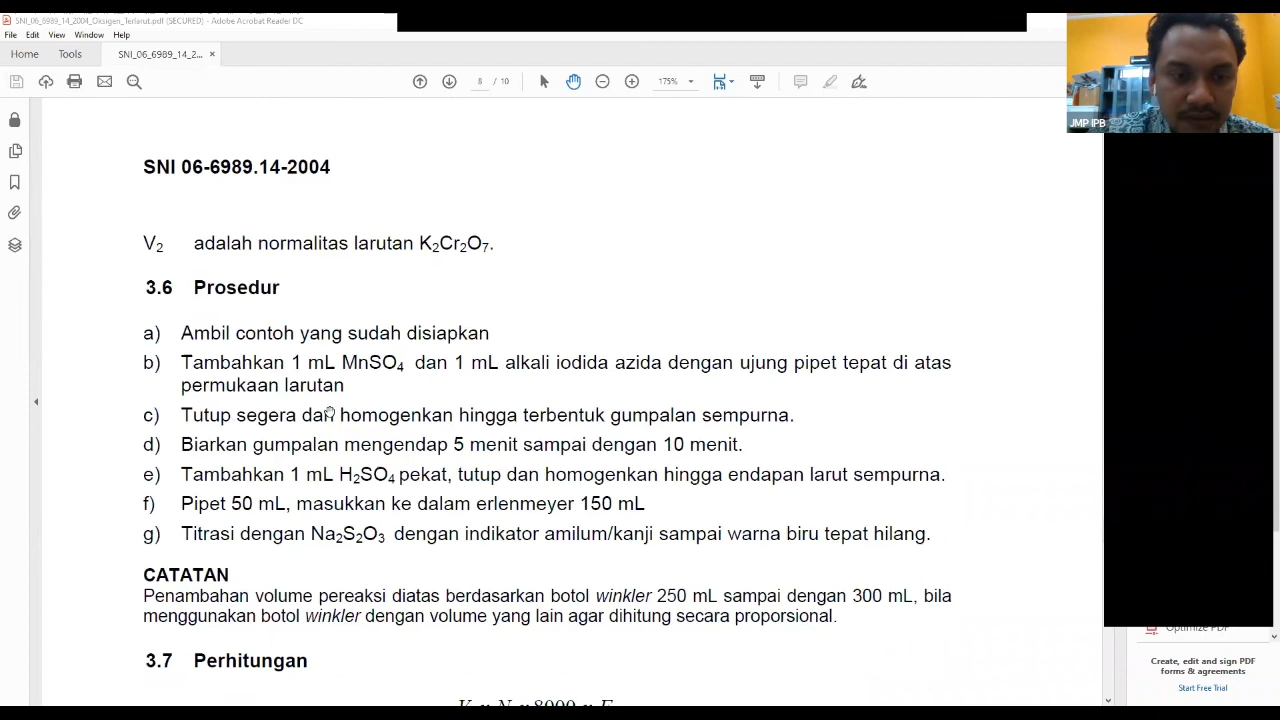 SNI_06_6989_14_2004_Oksigen_Terlarut.pdf (SECURED) - Adobe Acrobat Reader DC
File Edit View Window Help
Home Tools SNI_06_6989_14_2... ×
8 / 10 175%
JMP IPB
SNI 06-6989.14-2004
V2 adalah normalitas larutan K2Cr2O7.
3.6 Prosedur
a) Ambil contoh yang sudah disiapkan
b) Tambahkan 1 mL MnSO4 dan 1 mL alkali iodida azida dengan ujung pipet tepat di atas
permukaan larutan
c) Tutup segera dan homogenkan hingga terbentuk gumpalan sempurna.
d) Biarkan gumpalan mengendap 5 menit sampai dengan 10 menit.
e) Tambahkan 1 mL H2SO4 pekat, tutup dan homogenkan hingga endapan larut sempurna.
f) Pipet 50 mL, masukkan ke dalam erlenmeyer 150 mL
g) Titrasi dengan Na2S2O3 dengan indikator amilum/kanji sampai warna biru tepat hilang.
CATATAN
Penambahan volume pereaksi diatas berdasarkan botol winkler 250 mL sampai dengan 300 mL, bila
menggunakan botol winkler dengan volume yang lain agar dihitung secara proporsional.
3.7 Perhitungan
Optimize PDF
Create, edit and sign PDF
forms & agreements
Start Free Trial